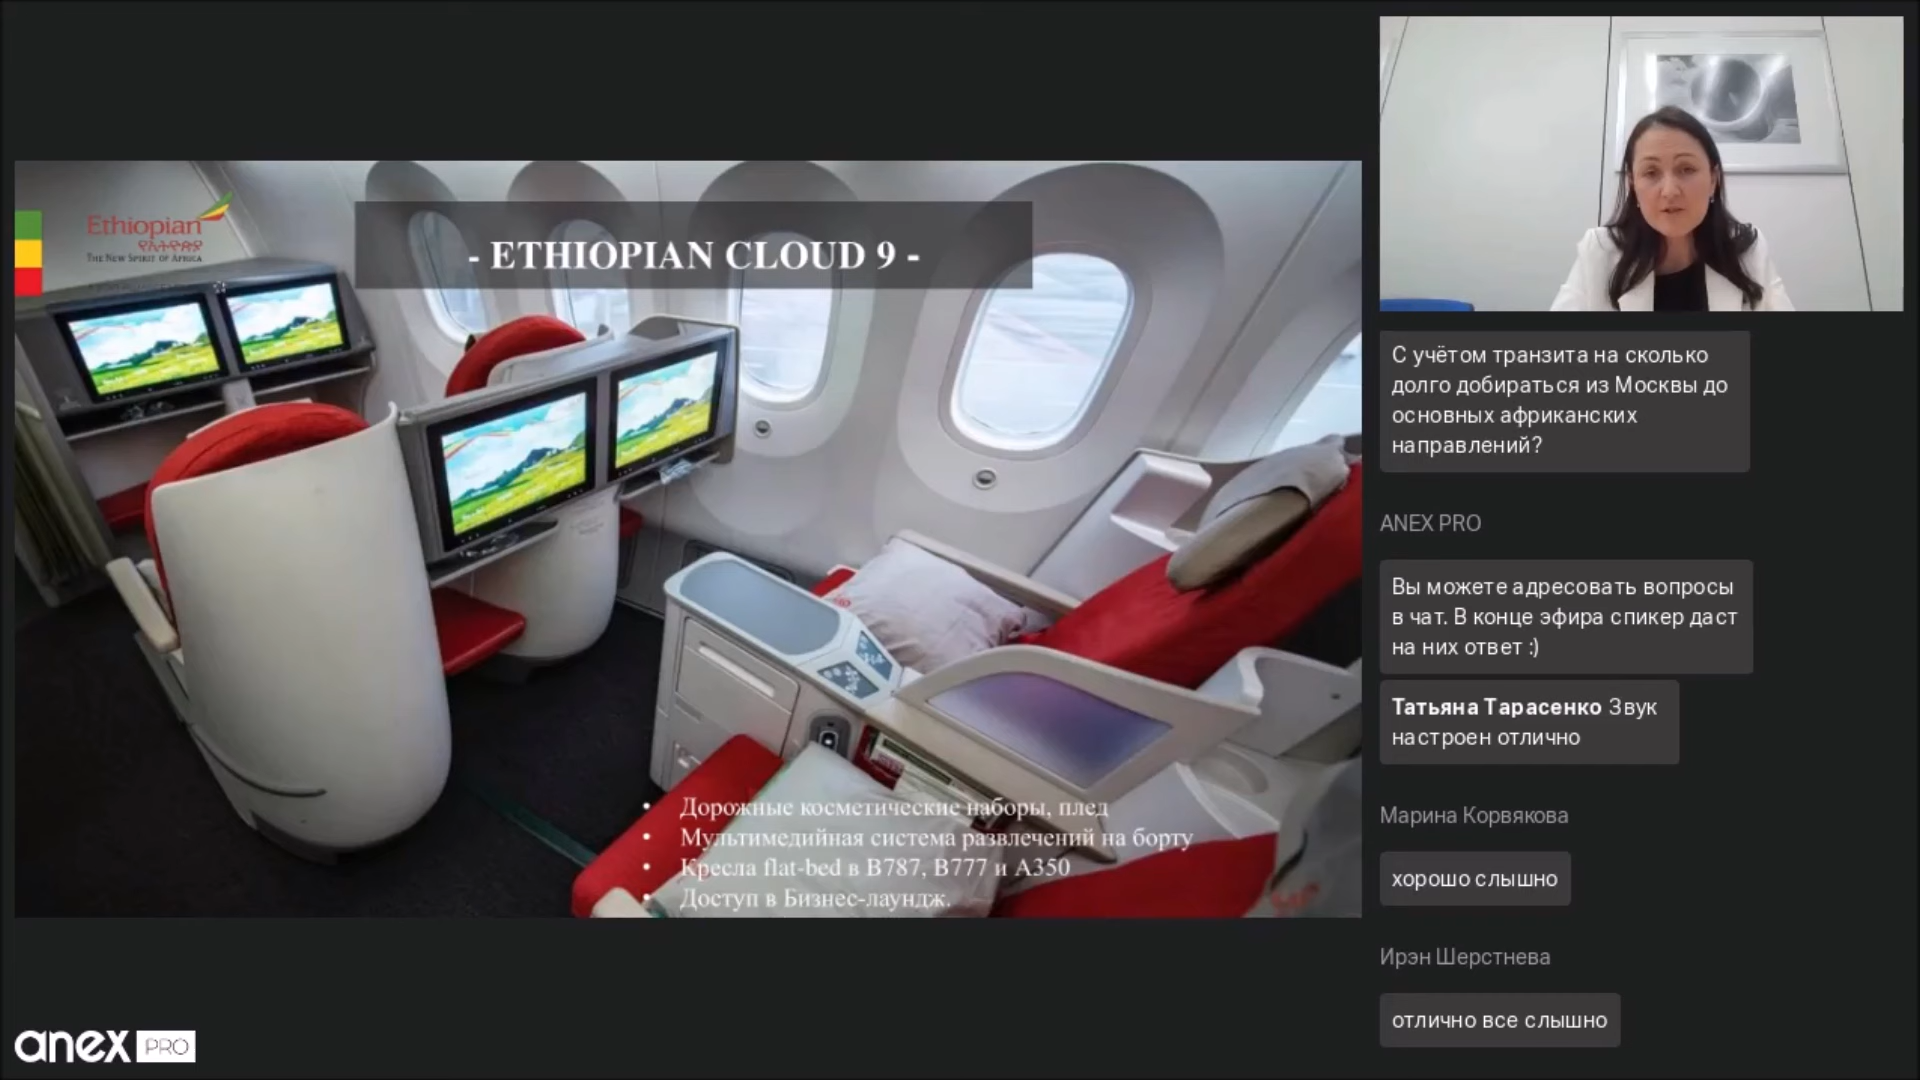 Ethiopian
የኢትዮጵያ
THE NEW SPIRIT OF AFRICA
- ETHIOPIAN CLOUD 9 -
• Дорожные косметические наборы, плед
• Мультимедийная система развлечений на борту
• Кресла flat-bed в B787, B777 и A350
• Доступ в Бизнес-лаундж.
anex PRO
С учётом транзита на сколько
долго добираться из Москвы до
основных африканских
направлений?
ANEX PRO
Вы можете адресовать вопросы
в чат. В конце эфира спикер даст
на них ответ :)
Татьяна Тарасенко Звук
настроен отлично
Марина Корвякова
хорошо слышно
Ирэн Шерстнева
отлично все слышно